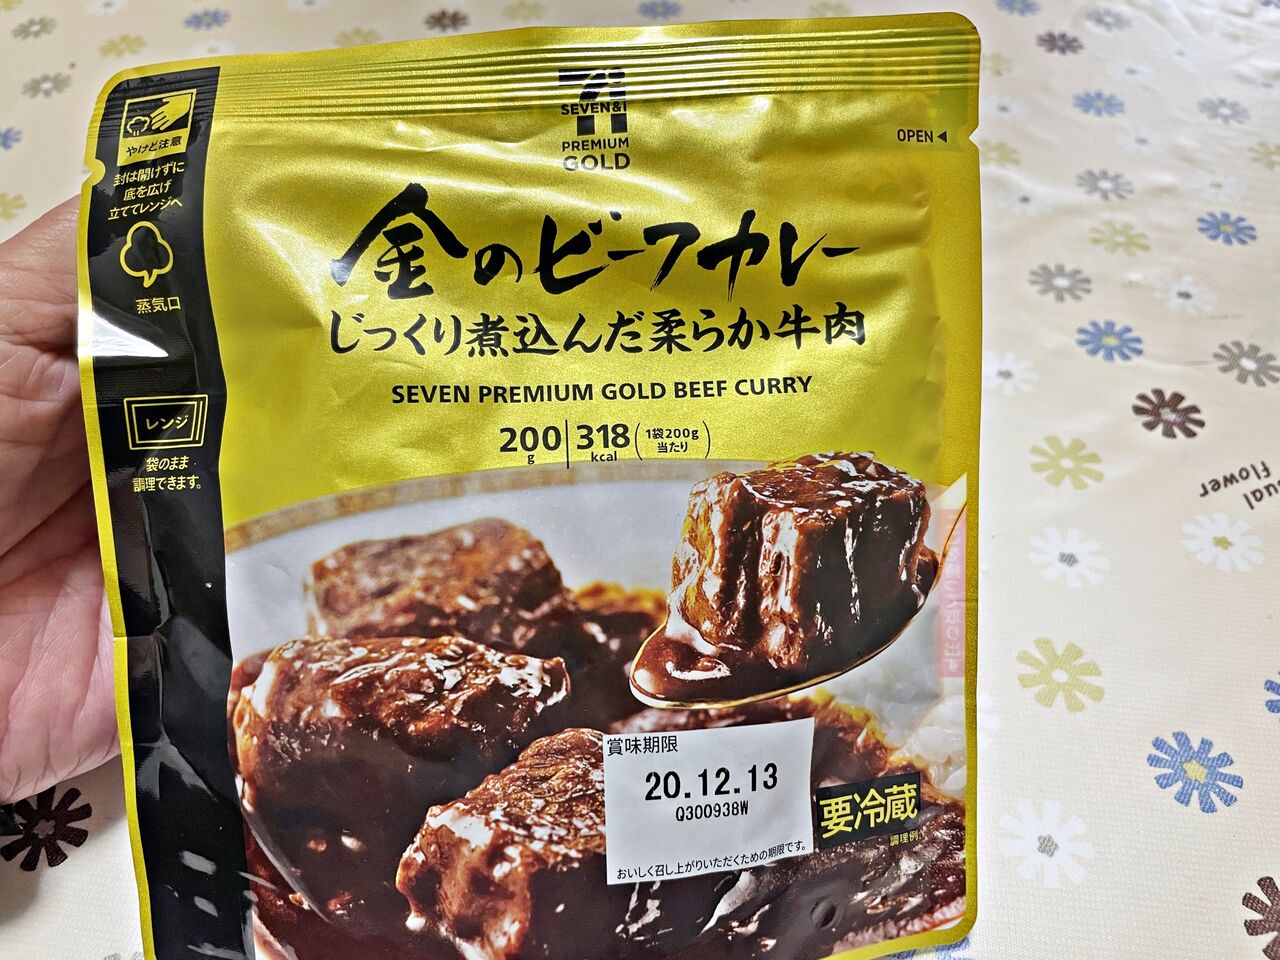 SEVEN&i
PREMIUM
GOLD
OPEN
やけど注意
封は開けずに
底を広げ
立ててレンジへ
蒸気口
金のビーフカレー
じっくり煮込んだ柔らか牛肉
SEVEN PREMIUM GOLD BEEF CURRY
200g 318kcal (1袋200g当たり)
レンジ
袋のまま
調理できます。
賞味期限
20.12.13
Q300938W
おいしく召し上がりいただくための期限です。
要冷蔵
調理例
sual
flower